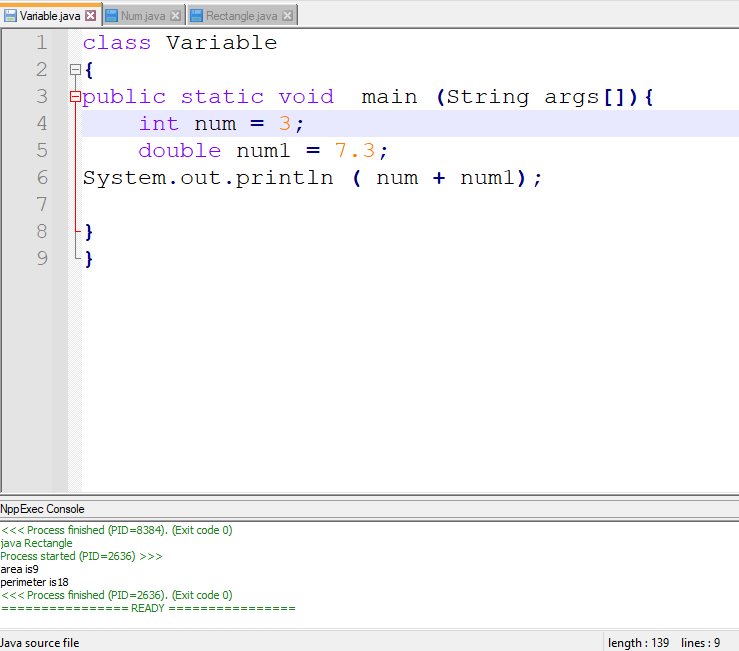 Variable.java Num.java Rectangle.java
1 class Variable
2 {
3 public static void  main (String args[]){
4     int num = 3;
5     double num1 = 7.3;
6 System.out.println ( num + num1);
7
8 }
9 }
NppExec Console
<<< Process finished (PID=8384). (Exit code 0)
java Rectangle
Process started (PID=2636) >>>
area is9
perimeter is18
<<< Process finished (PID=2636). (Exit code 0)
================ READY ================
Java source file length : 139 lines : 9